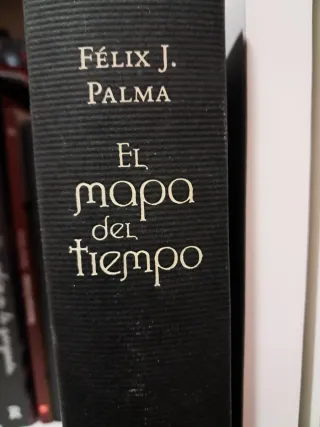 FÉLIX J.
PALMA
EL
mapa
del
tiempo
R